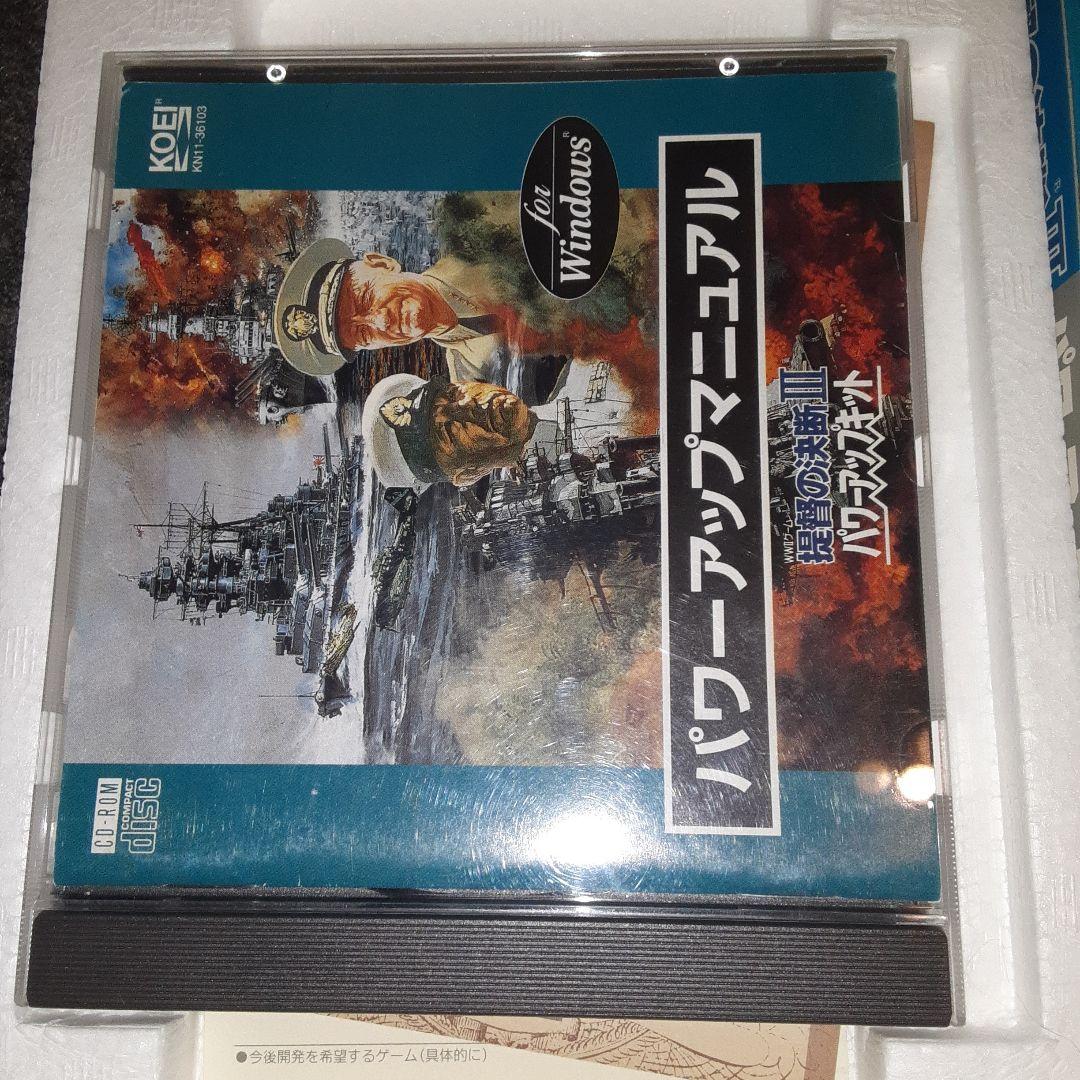 KOEI®
KN11-36103
for
Windows®
パワーアップマニュアル
WWIIゲーム
提督の決断III
パワーアップキット
CD-ROM
COMPACT
disc
●今後開発を希望するゲーム(具体的に)